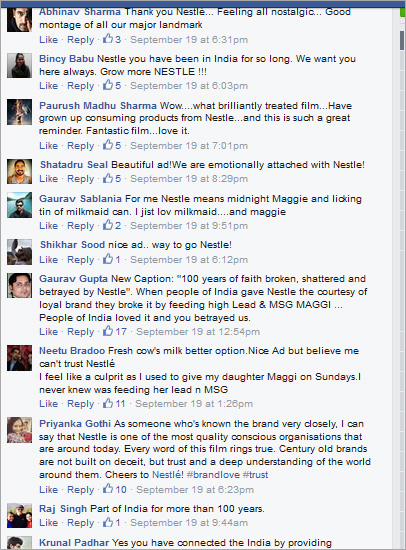 Abhinav Sharma Thank you Nestle... Feeling all nostalgic... Good
montage of all our major landmark
Like · Reply · 3 · September 19 at 6:31pm
Bincy Babu Nestle you have been in India for so long. We want you
here always. Grow more NESTLE !!!
Like · Reply · 5 · September 19 at 6:03pm
Paurush Madhu Sharma Wow....what brilliantly treated film...Have
grown up consuming products from Nestle...and this is such a great
reminder. Fantastic film...love it.
Like · Reply · 5 · September 19 at 7:01pm
Shatadru Seal Beautiful ad!We are emotionally attached with Nestle!
Like · Reply · 5 · September 19 at 8:29pm
Gaurav Sablania For me Nestle means midnight Maggie and licking
tin of milkmaid can. I jist lov milkmaid....and maggie
Like · Reply · 2 · September 19 at 9:51pm
Shikhar Sood nice ad.. way to go Nestle!
Like · Reply · 1 · September 19 at 6:12pm
Gaurav Gupta New Caption: "100 years of faith broken, shattered and
betrayed by Nestle". When people of India gave Nestle the courtesy of
loyal brand they broke it by feeding high Lead & MSG MAGGI ...
People of India loved it and you betrayed us.
Like · Reply · 17 · September 19 at 12:54pm
Neetu Bradoo Fresh cow's milk better option.Nice Ad but believe me
can't trust Nestlé
I feel like a culprit as I used to give my daughter Maggi on Sundays.I
never knew was feeding her lead n MSG
Like · Reply · 11 · September 19 at 1:26pm
Priyanka Gothi As someone who's known the brand very closely, I can
say that Nestle is one of the most quality conscious organisations that
are around today. Every word of this film rings true. Century old brands
are not built on deceit, but trust and a deep understanding of the world
around them. Cheers to Nestlé! #brandlove #trust
Like · Reply · 10 · September 19 at 6:23pm
Raj Singh Part of India for more than 100 years.
Like · Reply · 1 · September 19 at 9:44am
Krunal Padhar Yes you have connected the India by providing